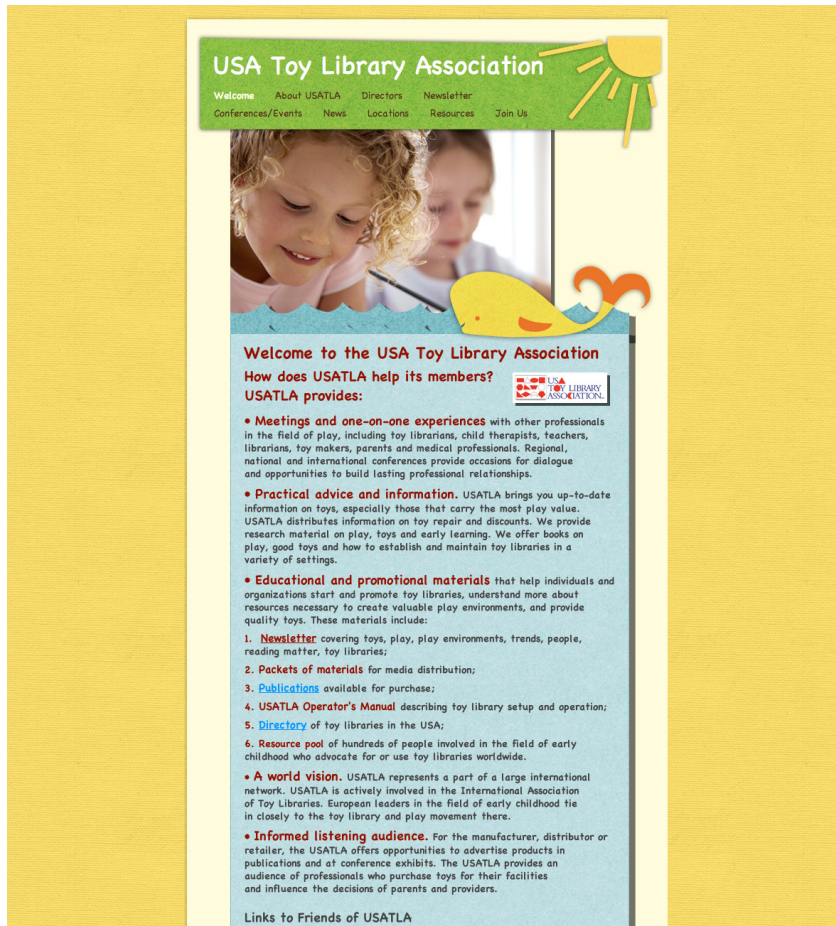 USA Toy Library Association
Welcome About USATLA Directors Newsletter
Conferences/Events News Locations Resources Join Us
Welcome to the USA Toy Library Association
How does USATLA help its members?
USATLA provides:
USA
TOY LIBRARY
ASSOCIATION
• Meetings and one-on-one experiences with other professionals
in the field of play, including toy librarians, child therapists, teachers,
librarians, toy makers, parents and medical professionals. Regional,
national and international conferences provide occasions for dialogue
and opportunities to build lasting professional relationships.
• Practical advice and information. USATLA brings you up-to-date
information on toys, especially those that carry the most play value.
USATLA distributes information on toy repair and discounts. We provide
research material on play, toys and early learning. We offer books on
play, good toys and how to establish and maintain toy libraries in a
variety of settings.
• Educational and promotional materials that help individuals and
organizations start and promote toy libraries, understand more about
resources necessary to create valuable play environments, and provide
quality toys. These materials include:
1. Newsletter covering toys, play, play environments, trends, people,
reading matter, toy libraries;
2. Packets of materials for media distribution;
3. Publications available for purchase;
4. USATLA Operator's Manual describing toy library setup and operation;
5. Directory of toy libraries in the USA;
6. Resource pool of hundreds of people involved in the field of early
childhood who advocate for or use toy libraries worldwide.
• A world vision. USATLA represents a part of a large international
network. USATLA is actively involved in the International Association
of Toy Libraries. European leaders in the field of early childhood tie
in closely to the toy library and play movement there.
• Informed listening audience. For the manufacturer, distributor or
retailer, the USATLA offers opportunities to advertise products in
publications and at conference exhibits. The USATLA provides an
audience of professionals who purchase toys for their facilities
and influence the decisions of parents and providers.
Links to Friends of USATLA